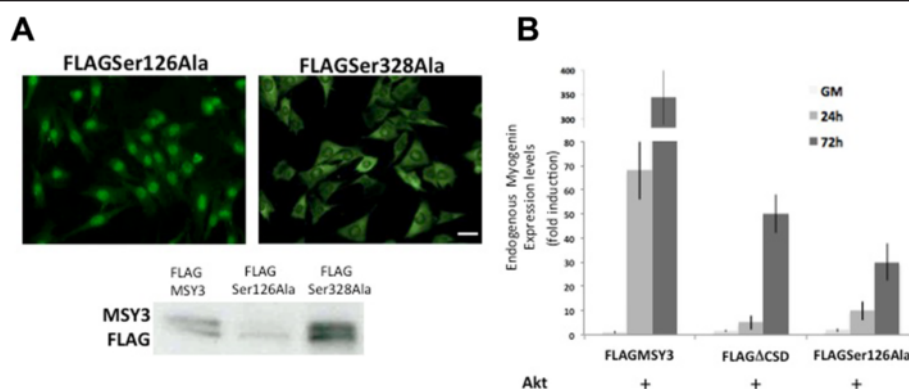 A
FLAGSer126Ala
FLAGSer328Ala
FLAG MSY3
FLAG Ser126Ala
FLAG Ser328Ala
MSY3
FLAG
B
Endogenous Myogenin
Expression levels
(fold induction)
400
350
300
80
70
60
50
40
30
20
10
0
GM
24h
72h
FLAGMSY3
FLAGΔCSD
FLAGSer126Ala
Akt + + +